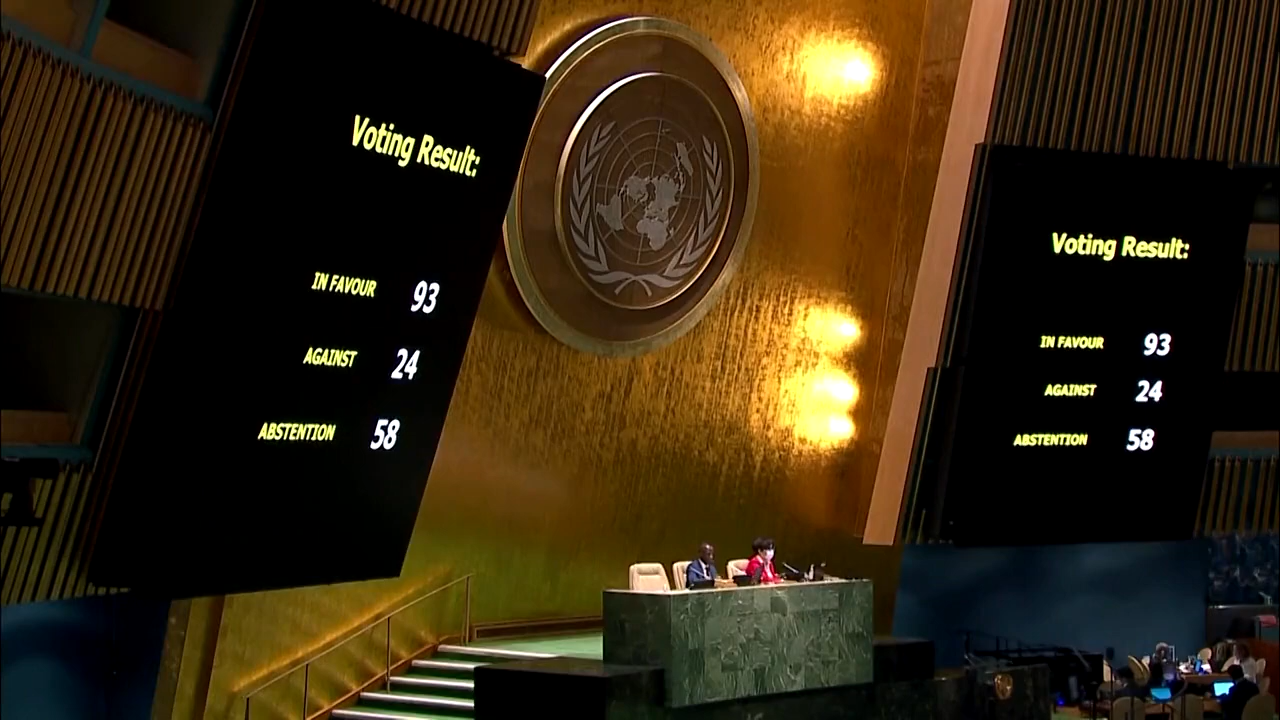 Voting Result:
IN FAVOUR 93
AGAINST 24
ABSTENTION 58
Voting Result:
IN FAVOUR 93
AGAINST 24
ABSTENTION 58